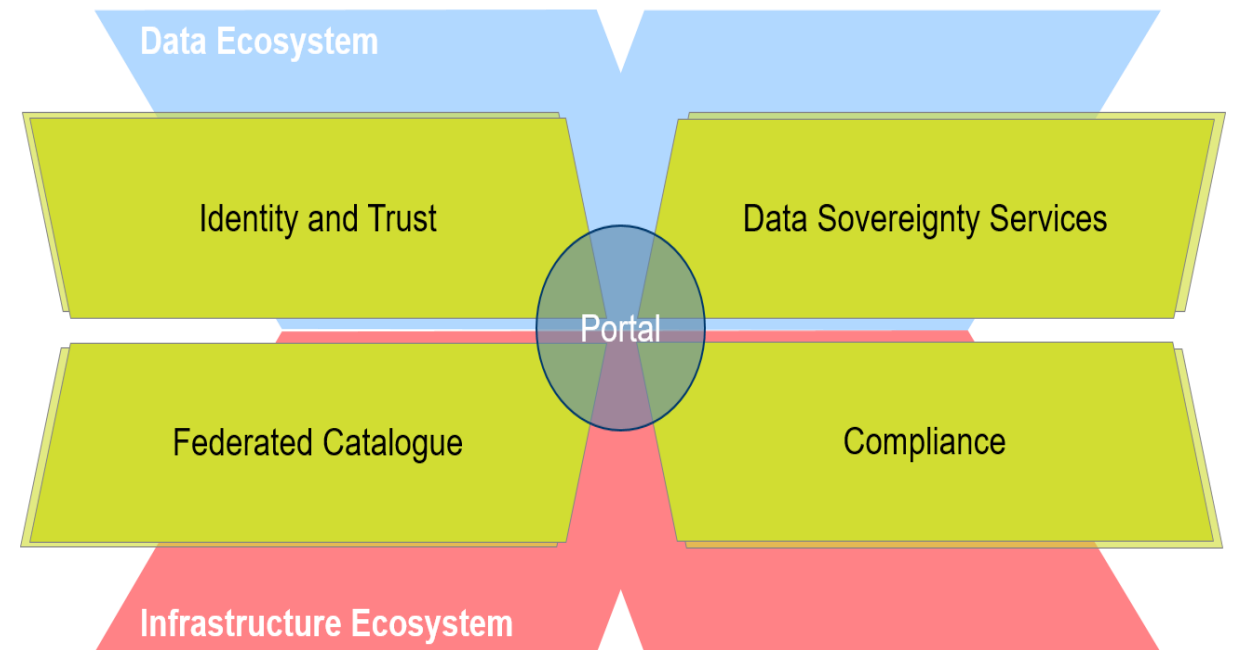 Data Ecosystem
Identity and Trust
Data Sovereignty Services
Portal
Federated Catalogue
Compliance
Infrastructure Ecosystem